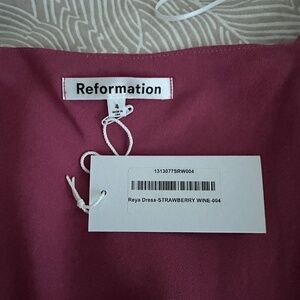 Reformation
4
1313077SRW004
Reya Dress-STRAWBERRY WINE-004